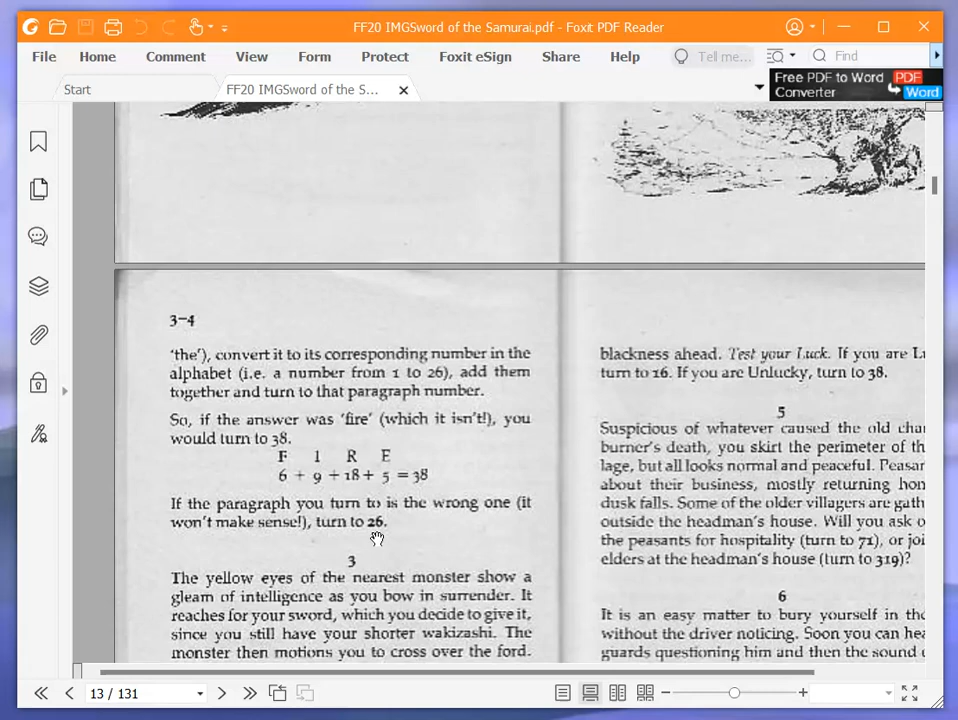 FF20 IMGSword of the Samurai.pdf - Foxit PDF Reader
File Home Comment View Form Protect Foxit eSign Share Help Tell me... Find
Start FF20 IMGSword of the S...
Free PDF to Word PDF
Converter Word
3-4
'the'), convert it to its corresponding number in the
alphabet (i.e. a number from 1 to 26), add them
together and turn to that paragraph number.
So, if the answer was 'fire' (which it isn't!), you
would turn to 38.
F I R E
6 + 9 + 18 + 5 = 38
If the paragraph you turn to is the wrong one (it
won't make sense!), turn to 26.
3
The yellow eyes of the nearest monster show a
gleam of intelligence as you bow in surrender. It
reaches for your sword, which you decide to give it,
since you still have your shorter wakizashi. The
monster then motions you to cross over the ford.
blackness ahead. Test your Luck. If you are L
turn to 16. If you are Unlucky, turn to 38.
5
Suspicious of whatever caused the old cha
burner's death, you skirt the perimeter of th
lage, but all looks normal and peaceful. Peasa
about their business, mostly returning hom
dusk falls. Some of the older villagers are gath
outside the headman's house. Will you ask o
the peasants for hospitality (turn to 71), or joi
elders at the headman's house (turn to 319)?
6
It is an easy matter to bury yourself in the
without the driver noticing. Soon you can hea
guards questioning him and then the sound
13 / 131